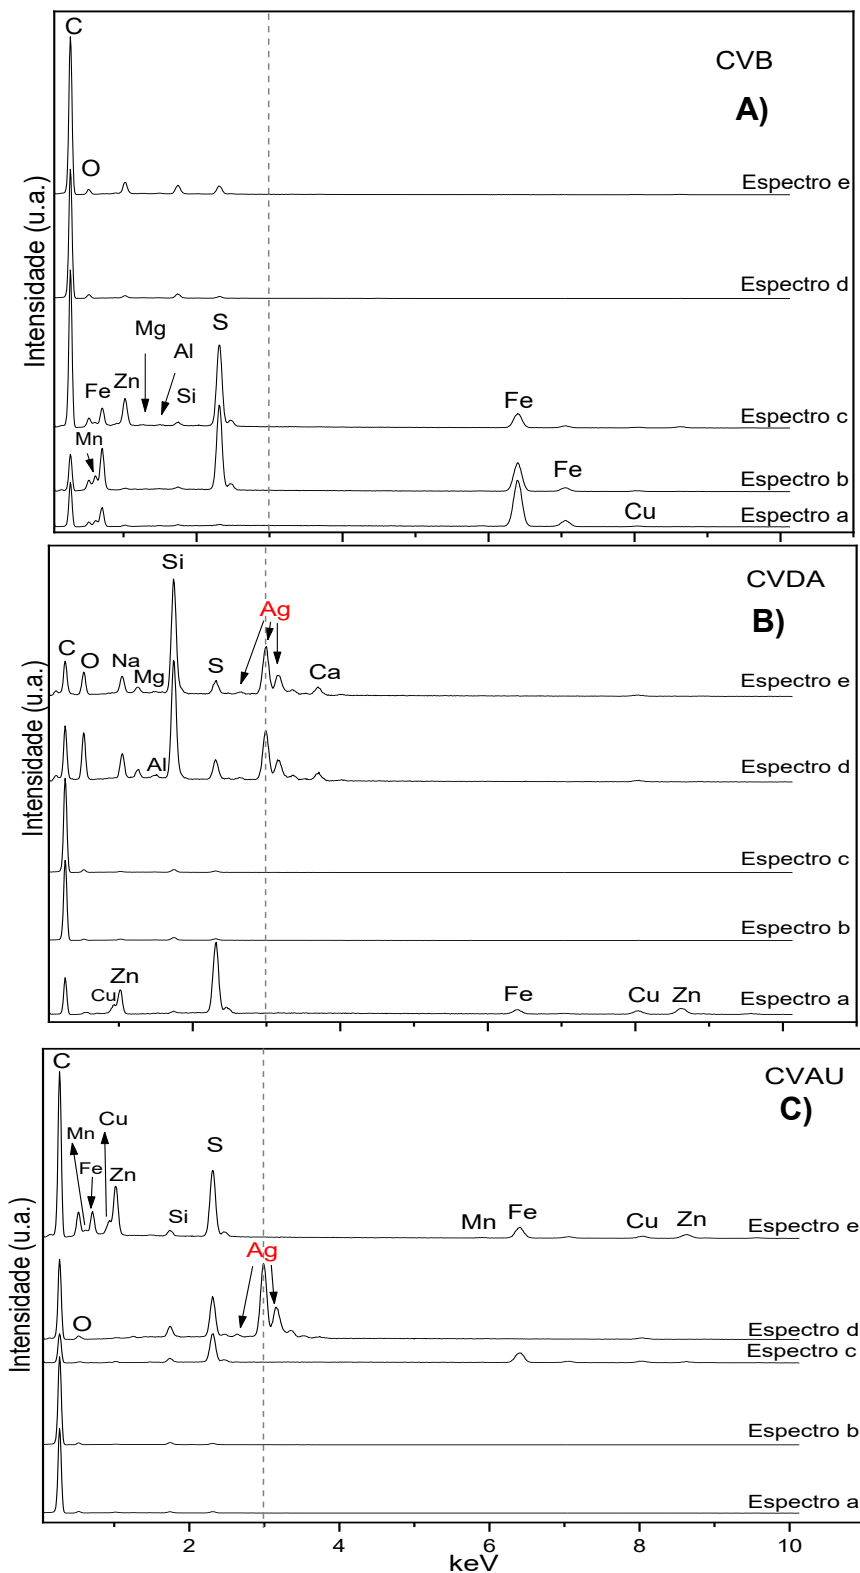 C
CVB
A)
O
Espectro e
Intensidade (u.a.)
Espectro d
Mg
S
Al
Fe
Zn
Si
Fe
Espectro c
Mn
Fe
Espectro b
Cu
Espectro a
Si
CVDA
Ag
B)
C
O
Na
Mg
S
Ca
Espectro e
Intensidade (u.a.)
Al
Espectro d
Espectro c
Espectro b
Cu
Zn
Fe
Cu
Zn
Espectro a
C
CVAU
C)
Cu
Mn
Fe
Zn
S
Si
Mn
Fe
Cu
Zn
Espectro e
Intensidade (u.a.)
Ag
O
Espectro d
Espectro c
Espectro b
Espectro a
2
4
6
8
10
keV